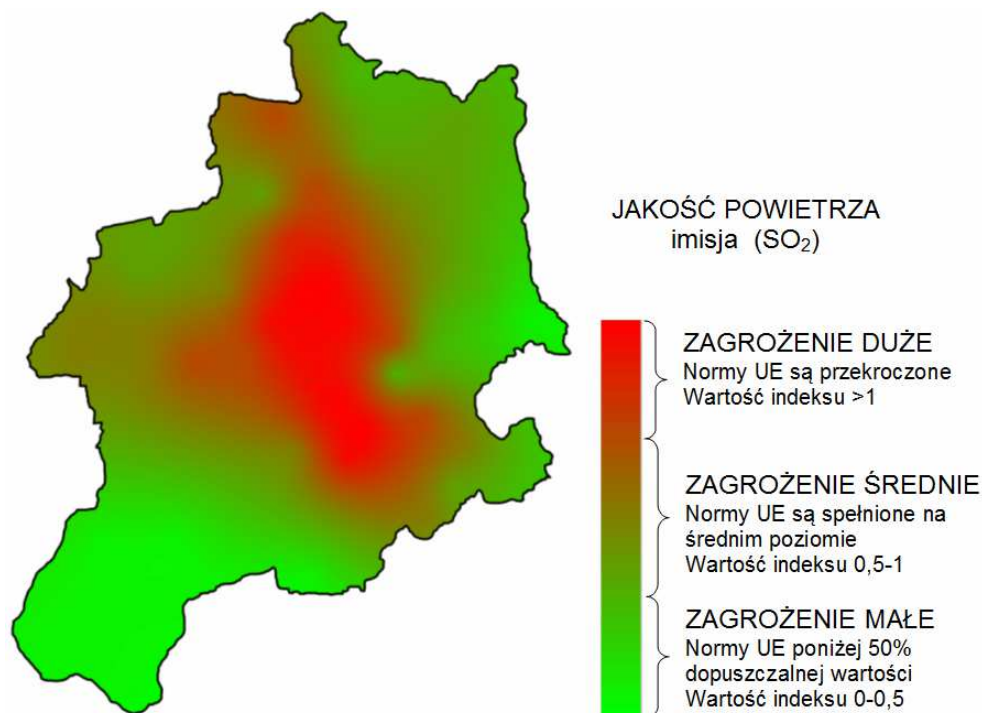 JAKOŚĆ POWIETRZA
imisja (SO₂)
ZAGROŻENIE DUŻE
Normy UE są przekroczone
Wartość indeksu >1
ZAGROŻENIE ŚREDNIE
Normy UE są spełnione na
średnim poziomie
Wartość indeksu 0,5-1
ZAGROŻENIE MAŁE
Normy UE poniżej 50%
dopuszczalnej wartości
Wartość indeksu 0-0,5